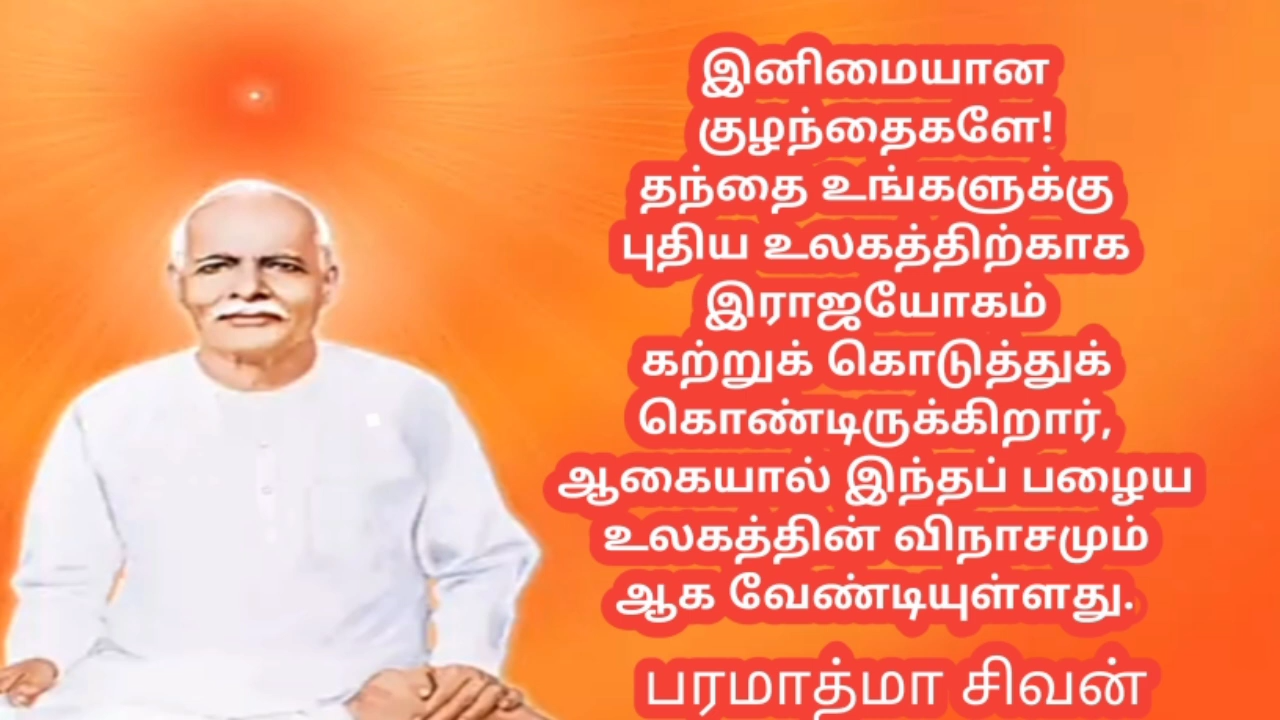 இனிமையான
குழந்தைகளே!
தந்தை உங்களுக்கு
புதிய உலகத்திற்காக
இராஜயோகம்
கற்றுக் கொடுத்துக்
கொண்டிருக்கிறார்,
ஆகையால் இந்தப் பழைய
உலகத்தின் விநாசமும்
ஆக வேண்டியுள்ளது.
பரமாத்மா சிவன்